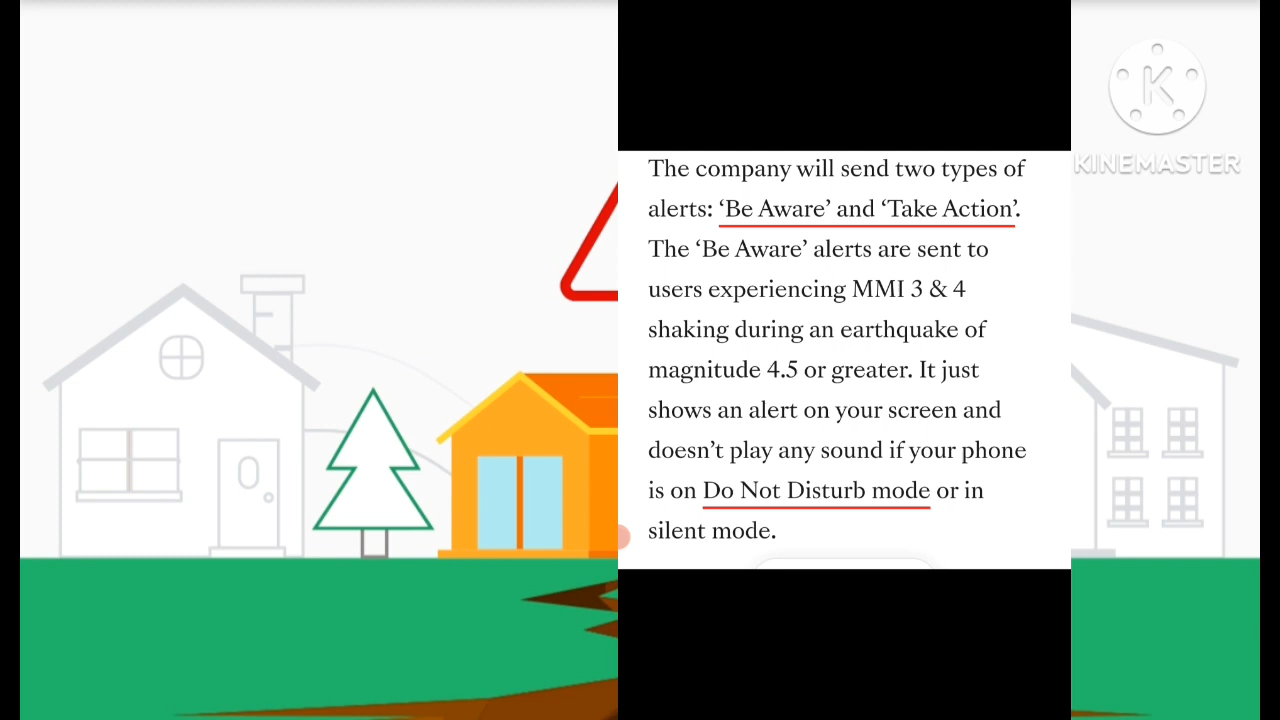 The company will send two types of
alerts: ‘Be Aware’ and ‘Take Action’.
The ‘Be Aware’ alerts are sent to
users experiencing MMI 3 & 4
shaking during an earthquake of
magnitude 4.5 or greater. It just
shows an alert on your screen and
doesn’t play any sound if your phone
is on Do Not Disturb mode or in
silent mode.
K
KINEMASTER